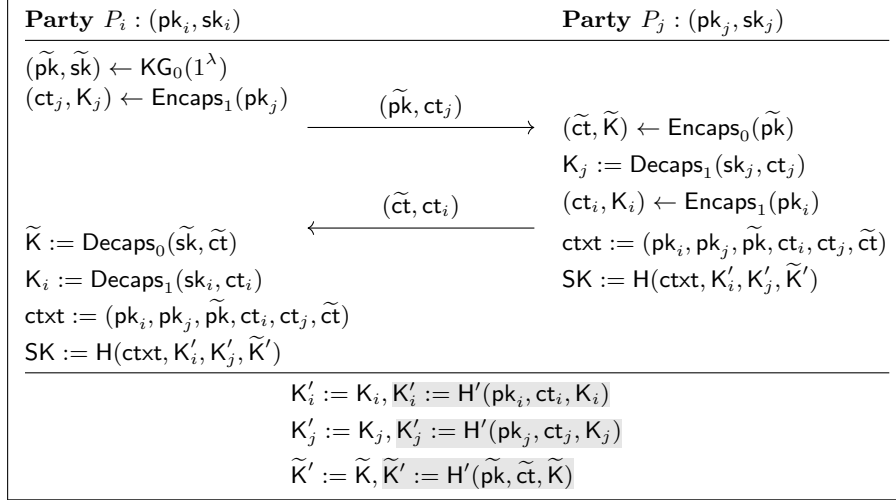 Party P_i : (pk_i, sk_i)
Party P_j : (pk_j, sk_j)
(p̃k, s̃k) ← KG_0(1^λ)
(ct_j, K_j) ← Encaps_1(pk_j)
(p̃k, ct_j)
(c̃t, K̃) ← Encaps_0(p̃k)
K_j := Decaps_1(sk_j, ct_j)
(ct_i, K_i) ← Encaps_1(pk_i)
(c̃t, ct_i)
ctxt := (pk_i, pk_j, p̃k, ct_i, ct_j, c̃t)
SK := H(ctxt, K'_i, K'_j, K̃')
K̃ := Decaps_0(s̃k, c̃t)
K_i := Decaps_1(sk_i, ct_i)
ctxt := (pk_i, pk_j, p̃k, ct_i, ct_j, c̃t)
SK := H(ctxt, K'_i, K'_j, K̃')
K'_i := K_i, K'_i := H'(pk_i, ct_i, K_i)
K'_j := K_j, K'_j := H'(pk_j, ct_j, K_j)
K̃' := K̃, K̃' := H'(p̃k, c̃t, K̃)